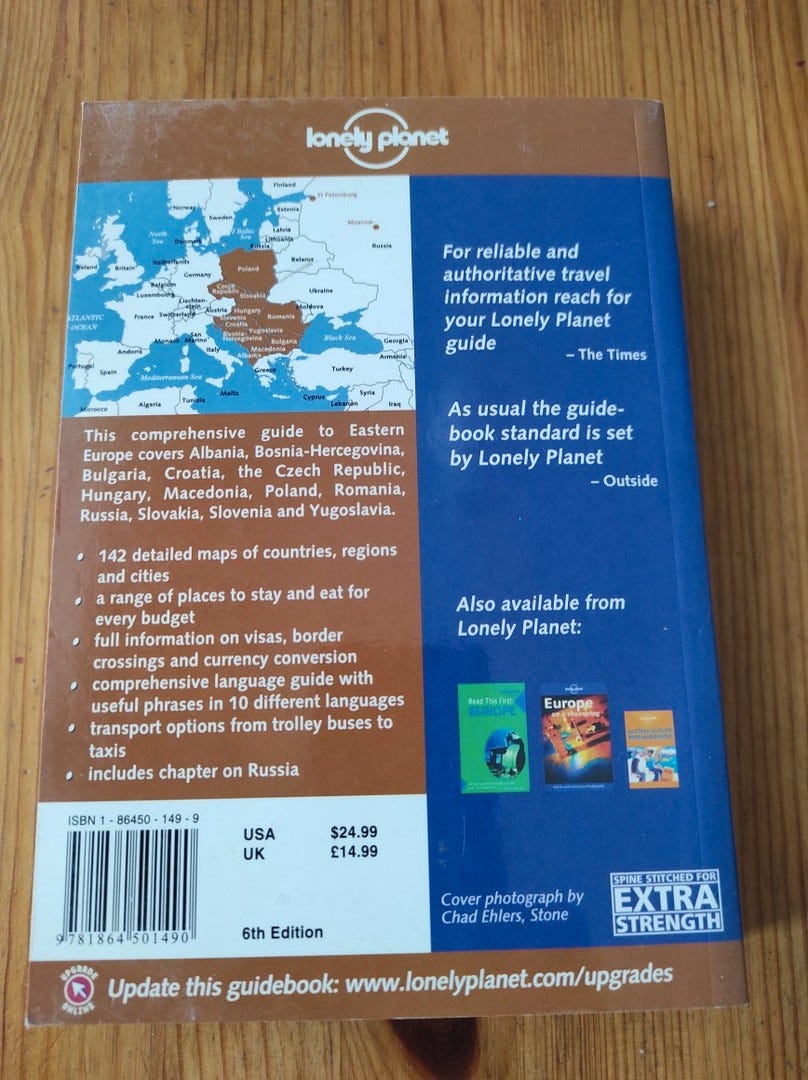 lonely planet
Finland
St Petersburg
Norway
Sweden
Estonia
Moscow
North
Sea
Baltic
Sea
Latvia
Denmark
Lithuania
Russia
Russia
Ireland
Britain
Netherlands
Belarus
Poland
Germany
Belgium
Luxembourg
Czech
Republic
Ukraine
Slovakia
Liechten-
stein
ATLANTIC
OCEAN
France
Switzerland
Austria
Hungary
Moldova
Slovenia
Romania
Croatia
San
Marino
Bosnia-
Hercegovina
Yugoslavia
Monaco
Andorra
Italy
Bulgaria
Black Sea
Georgia
Macedonia
Albania
Armenia
Portugal
Spain
Greece
Turkey
Mediterranean Sea
Malta
Cyprus
Syria
Morocco
Algeria
Tunisia
Lebanon
Iraq
This comprehensive guide to Eastern
Europe covers Albania, Bosnia-Hercegovina,
Bulgaria, Croatia, the Czech Republic,
Hungary, Macedonia, Poland, Romania,
Russia, Slovakia, Slovenia and Yugoslavia.
• 142 detailed maps of countries, regions
and cities
• a range of places to stay and eat for
every budget
• full information on visas, border
crossings and currency conversion
• comprehensive language guide with
useful phrases in 10 different languages
• transport options from trolley buses to
taxis
• includes chapter on Russia
ISBN 1 - 86450 - 149 - 9
USA $24.99
UK £14.99
9 781864 501490
6th Edition
For reliable and
authoritative travel
information reach for
your Lonely Planet
guide
– The Times
As usual the guide-
book standard is set
by Lonely Planet
– Outside
Also available from
Lonely Planet:
Read This First:
EUROPE
Europe
on a shoestring
EASTERN EUROPE
PHRASEBOOK
Cover photograph by
Chad Ehlers, Stone
SPINE STITCHED FOR
EXTRA
STRENGTH
UPGRADE
ONLINE
Update this guidebook: www.lonelyplanet.com/upgrades